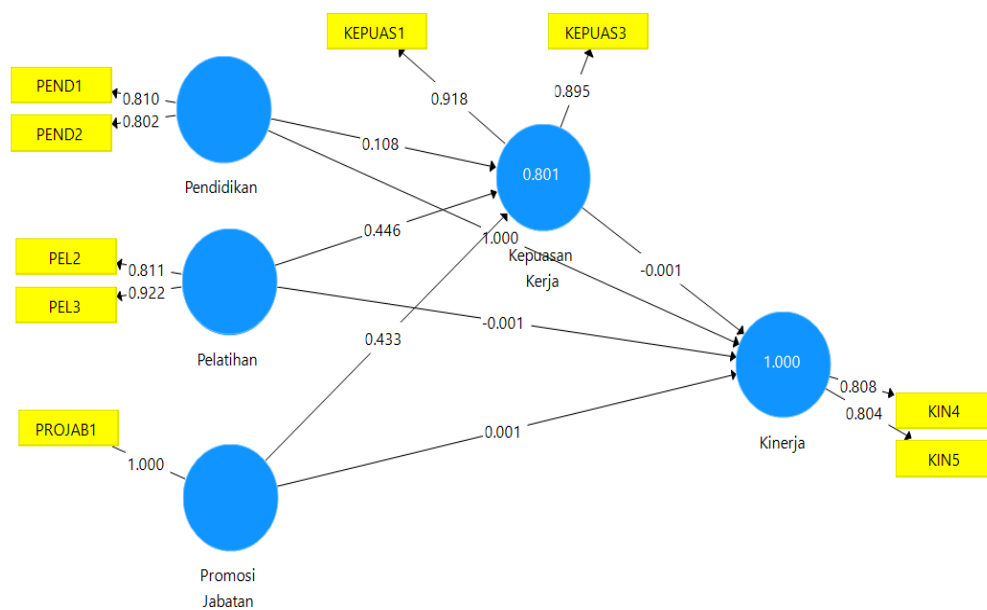 KEPUAS1
KEPUAS3
PEND1
0.810
0.918
0.895
PEND2
0.802
0.108
0.801
Pendidikan
0.446
1.000
Kepuasan
Kerja
PEL2
0.811
-0.001
PEL3
0.922
-0.001
0.433
Pelatihan
1.000
0.808
KIN4
0.804
PROJAB1
0.001
Kinerja
KIN5
1.000
Promosi
Jabatan